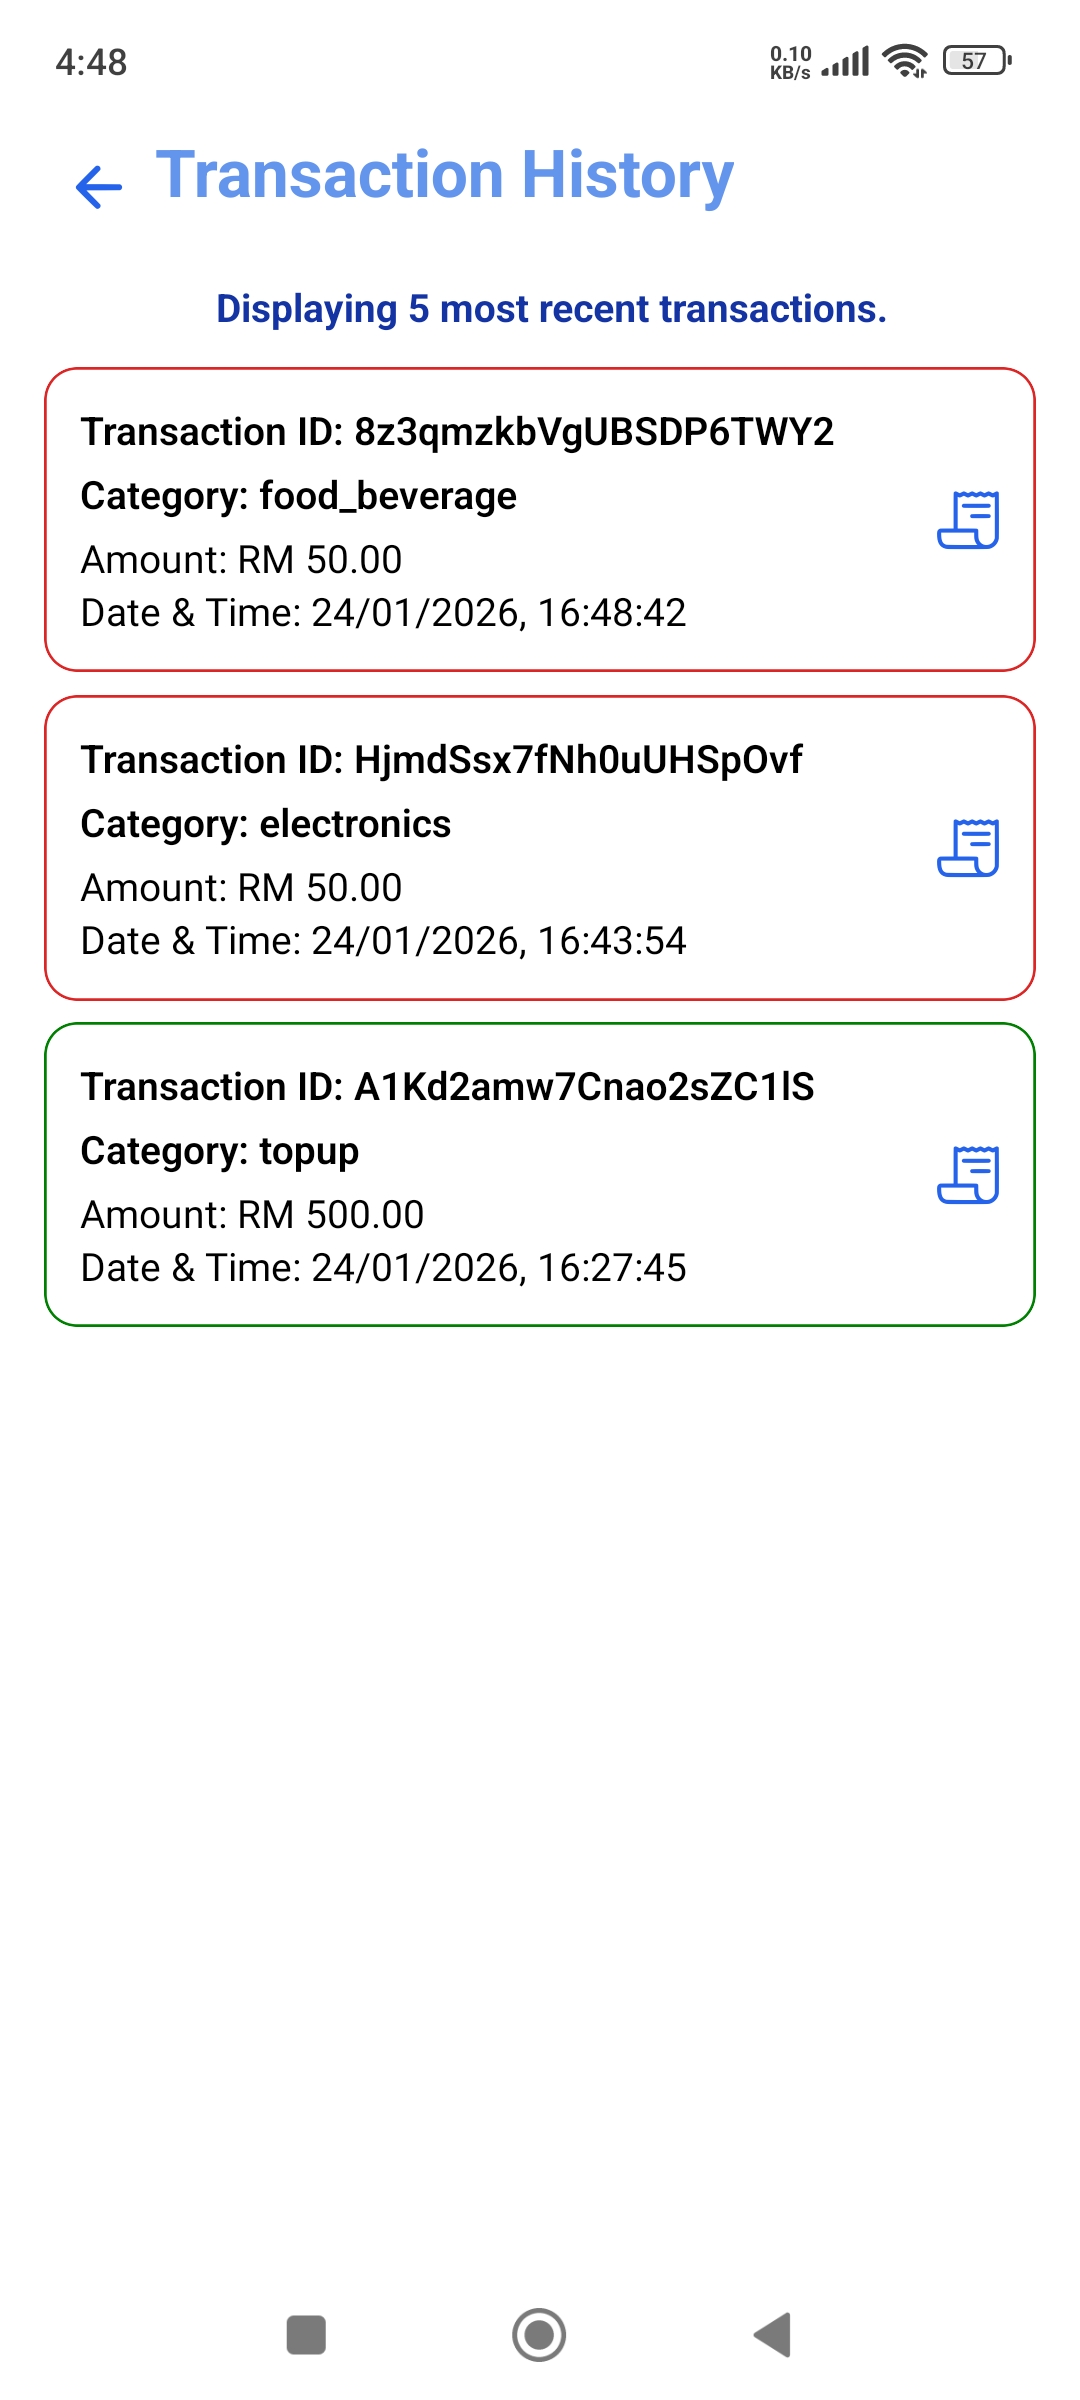 4:48
0.10
KB/s
57
Transaction History
Displaying 5 most recent transactions.
Transaction ID: 8z3qmzkbVgUBSDP6TWY2
Category: food_beverage
Amount: RM 50.00
Date & Time: 24/01/2026, 16:48:42
Transaction ID: HjmdSsx7fNh0uUHSpOvf
Category: electronics
Amount: RM 50.00
Date & Time: 24/01/2026, 16:43:54
Transaction ID: A1Kd2amw7Cnao2sZC1lS
Category: topup
Amount: RM 500.00
Date & Time: 24/01/2026, 16:27:45